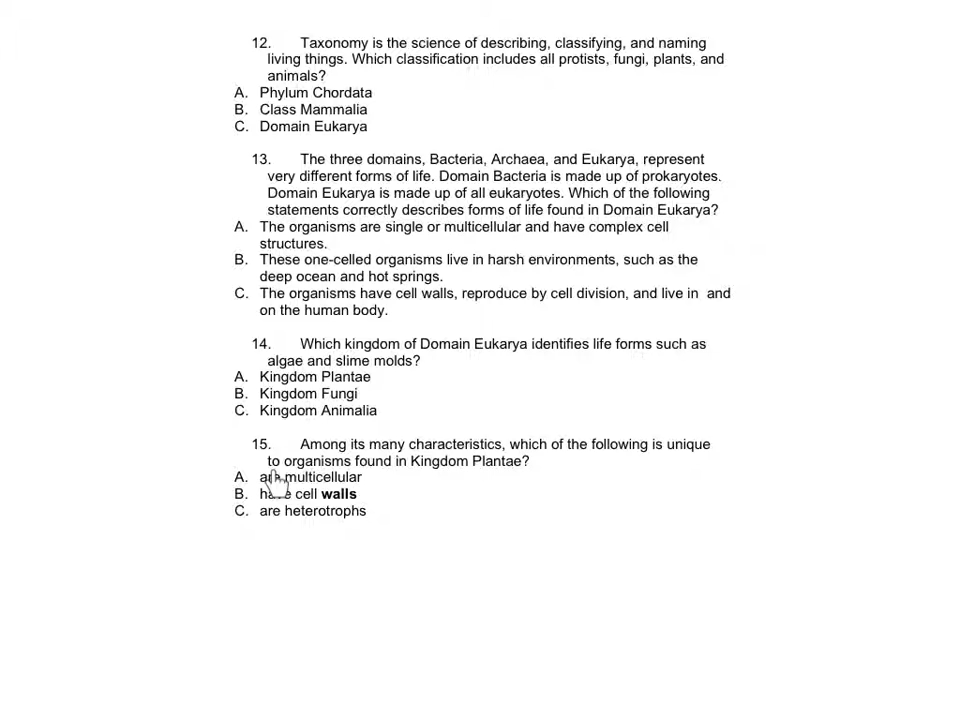 12. Taxonomy is the science of describing, classifying, and naming
living things. Which classification includes all protists, fungi, plants, and
animals?
A. Phylum Chordata
B. Class Mammalia
C. Domain Eukarya
13. The three domains, Bacteria, Archaea, and Eukarya, represent
very different forms of life. Domain Bacteria is made up of prokaryotes.
Domain Eukarya is made up of all eukaryotes. Which of the following
statements correctly describes forms of life found in Domain Eukarya?
A. The organisms are single or multicellular and have complex cell
structures.
B. These one-celled organisms live in harsh environments, such as the
deep ocean and hot springs.
C. The organisms have cell walls, reproduce by cell division, and live in and
on the human body.
14. Which kingdom of Domain Eukarya identifies life forms such as
algae and slime molds?
A. Kingdom Plantae
B. Kingdom Fungi
C. Kingdom Animalia
15. Among its many characteristics, which of the following is unique
to organisms found in Kingdom Plantae?
A. are multicellular
B. have cell walls
C. are heterotrophs